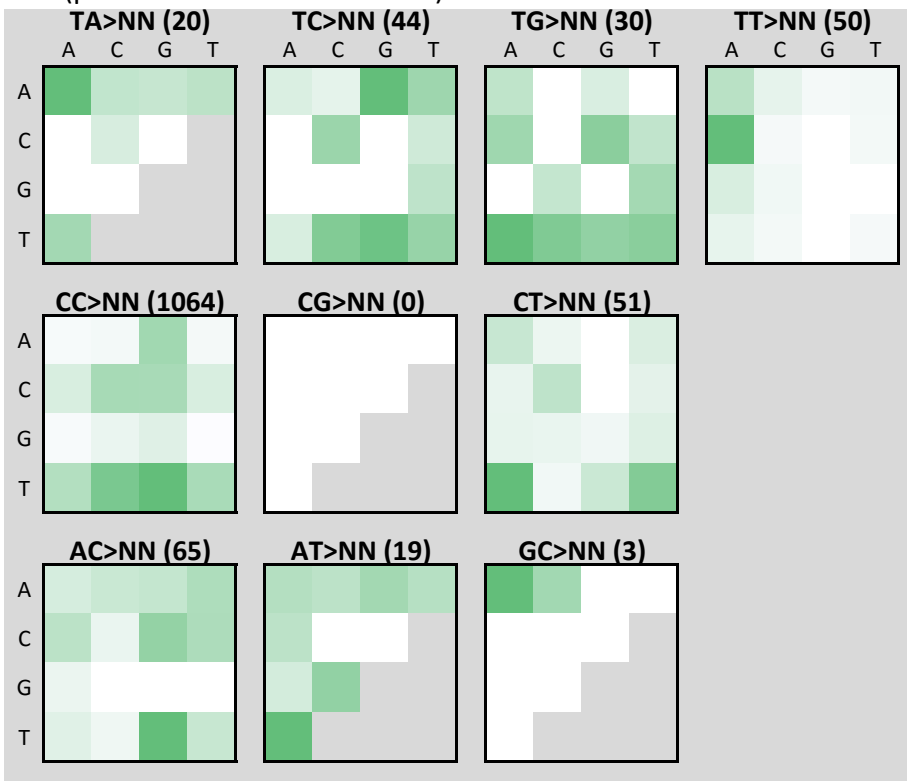 TA>NN (20) TC>NN (44) TG>NN (30) TT>NN (50)
A C G T A C G T A C G T A C G T
A
C
G
T
CC>NN (1064) CG>NN (0) CT>NN (51)
A
C
G
T
AC>NN (65) AT>NN (19) GC>NN (3)
A
C
G
T